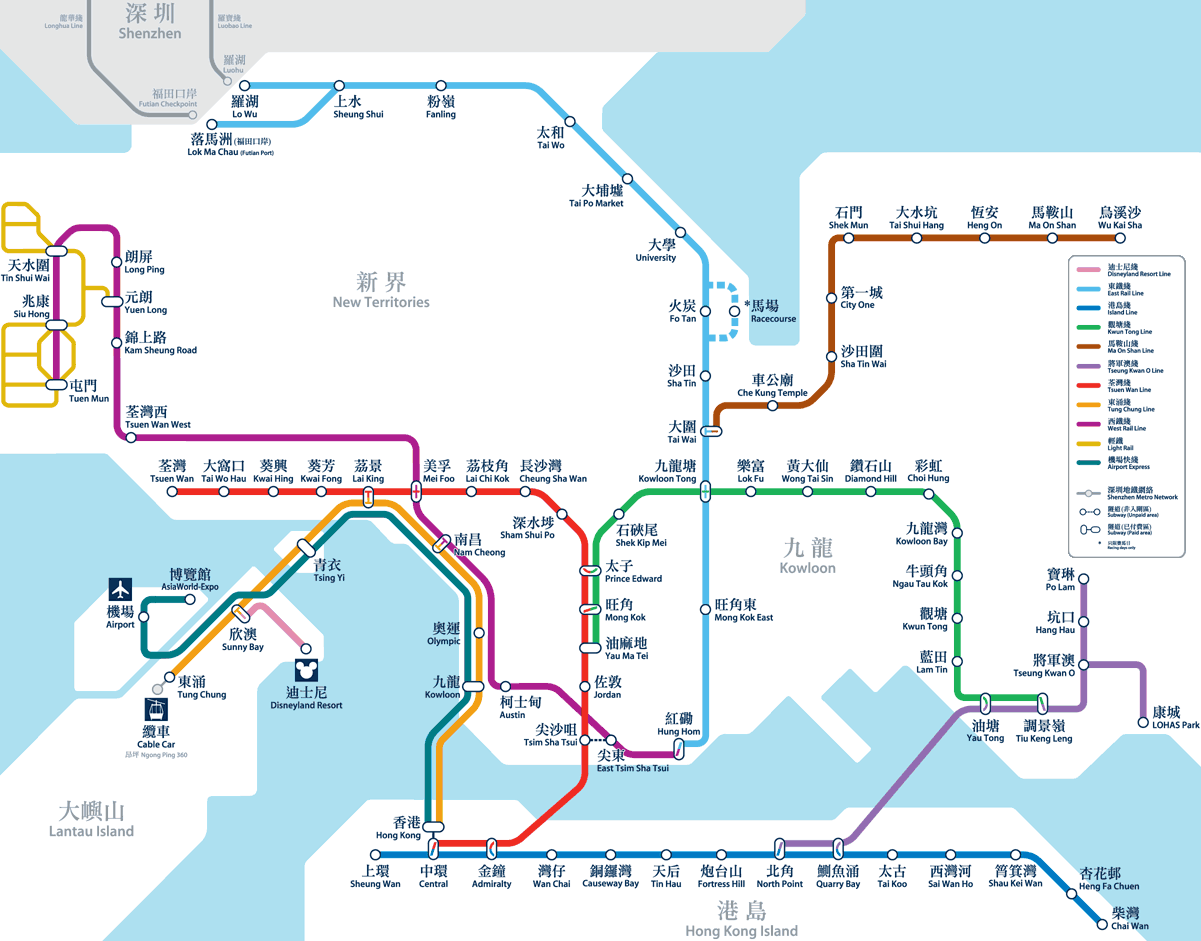 龍華綫
Longhua Line
深圳
Shenzhen
羅寶綫
Luobao Line
羅湖
Luohu
福田口岸
Futian Checkpoint
羅湖
Lo Wu
上水
Sheung Shui
粉嶺
Fanling
落馬洲 (福田口岸)
Lok Ma Chau (Futian Port)
太和
Tai Wo
大埔墟
Tai Po Market
大學
University
火炭
Fo Tan
*馬場
Racecourse
沙田
Sha Tin
大圍
Tai Wai
車公廟
Che Kung Temple
沙田圍
Sha Tin Wai
第一城
City One
石門
Shek Mun
大水坑
Tai Shui Hang
恆安
Heng On
馬鞍山
Ma On Shan
烏溪沙
Wu Kai Sha
新界
New Territories
天水圍
Tin Shui Wai
兆康
Siu Hong
屯門
Tuen Mun
朗屏
Long Ping
元朗
Yuen Long
錦上路
Kam Sheung Road
荃灣西
Tsuen Wan West
荃灣
Tsuen Wan
大窩口
Tai Wo Hau
葵興
Kwai Hing
葵芳
Kwai Fong
荔景
Lai King
美孚
Mei Foo
荔枝角
Lai Chi Kok
長沙灣
Cheung Sha Wan
深水埗
Sham Shui Po
九龍塘
Kowloon Tong
樂富
Lok Fu
黃大仙
Wong Tai Sin
鑽石山
Diamond Hill
彩虹
Choi Hung
石硤尾
Shek Kip Mei
太子
Prince Edward
旺角
Mong Kok
油麻地
Yau Ma Tei
佐敦
Jordan
尖沙咀
Tsim Sha Tsui
尖東
East Tsim Sha Tsui
紅磡
Hung Hom
旺角東
Mong Kok East
九龍
Kowloon
九龍灣
Kowloon Bay
牛頭角
Ngau Tau Kok
觀塘
Kwun Tong
藍田
Lam Tin
油塘
Yau Tong
調景嶺
Tiu Keng Leng
寶琳
Po Lam
坑口
Hang Hau
將軍澳
Tseung Kwan O
康城
LOHAS Park
南昌
Nam Cheong
奧運
Olympic
九龍
Kowloon
柯士甸
Austin
青衣
Tsing Yi
博覽館
AsiaWorld-Expo
機場
Airport
欣澳
Sunny Bay
迪士尼
Disneyland Resort
東涌
Tung Chung
纜車
Cable Car
昂坪 Ngong Ping 360
大嶼山
Lantau Island
香港
Hong Kong
上環
Sheung Wan
中環
Central
金鐘
Admiralty
灣仔
Wan Chai
銅鑼灣
Causeway Bay
天后
Tin Hau
炮台山
Fortress Hill
北角
North Point
鰂魚涌
Quarry Bay
太古
Tai Koo
西灣河
Sai Wan Ho
筲箕灣
Shau Kei Wan
杏花邨
Heng Fa Chuen
柴灣
Chai Wan
港島
Hong Kong Island
迪士尼綫
Disneyland Resort Line
東鐵綫
East Rail Line
港島綫
Island Line
觀塘綫
Kwun Tong Line
馬鞍山綫
Ma On Shan Line
將軍澳綫
Tseung Kwan O Line
荃灣綫
Tsuen Wan Line
東涌綫
Tung Chung Line
西鐵綫
West Rail Line
輕鐵
Light Rail
機場快綫
Airport Express
深圳地鐵網絡
Shenzhen Metro Network
隧道(非入閘區)
Subway (Unpaid area)
隧道(已付費區)
Subway (Paid area)
*
Racing days only